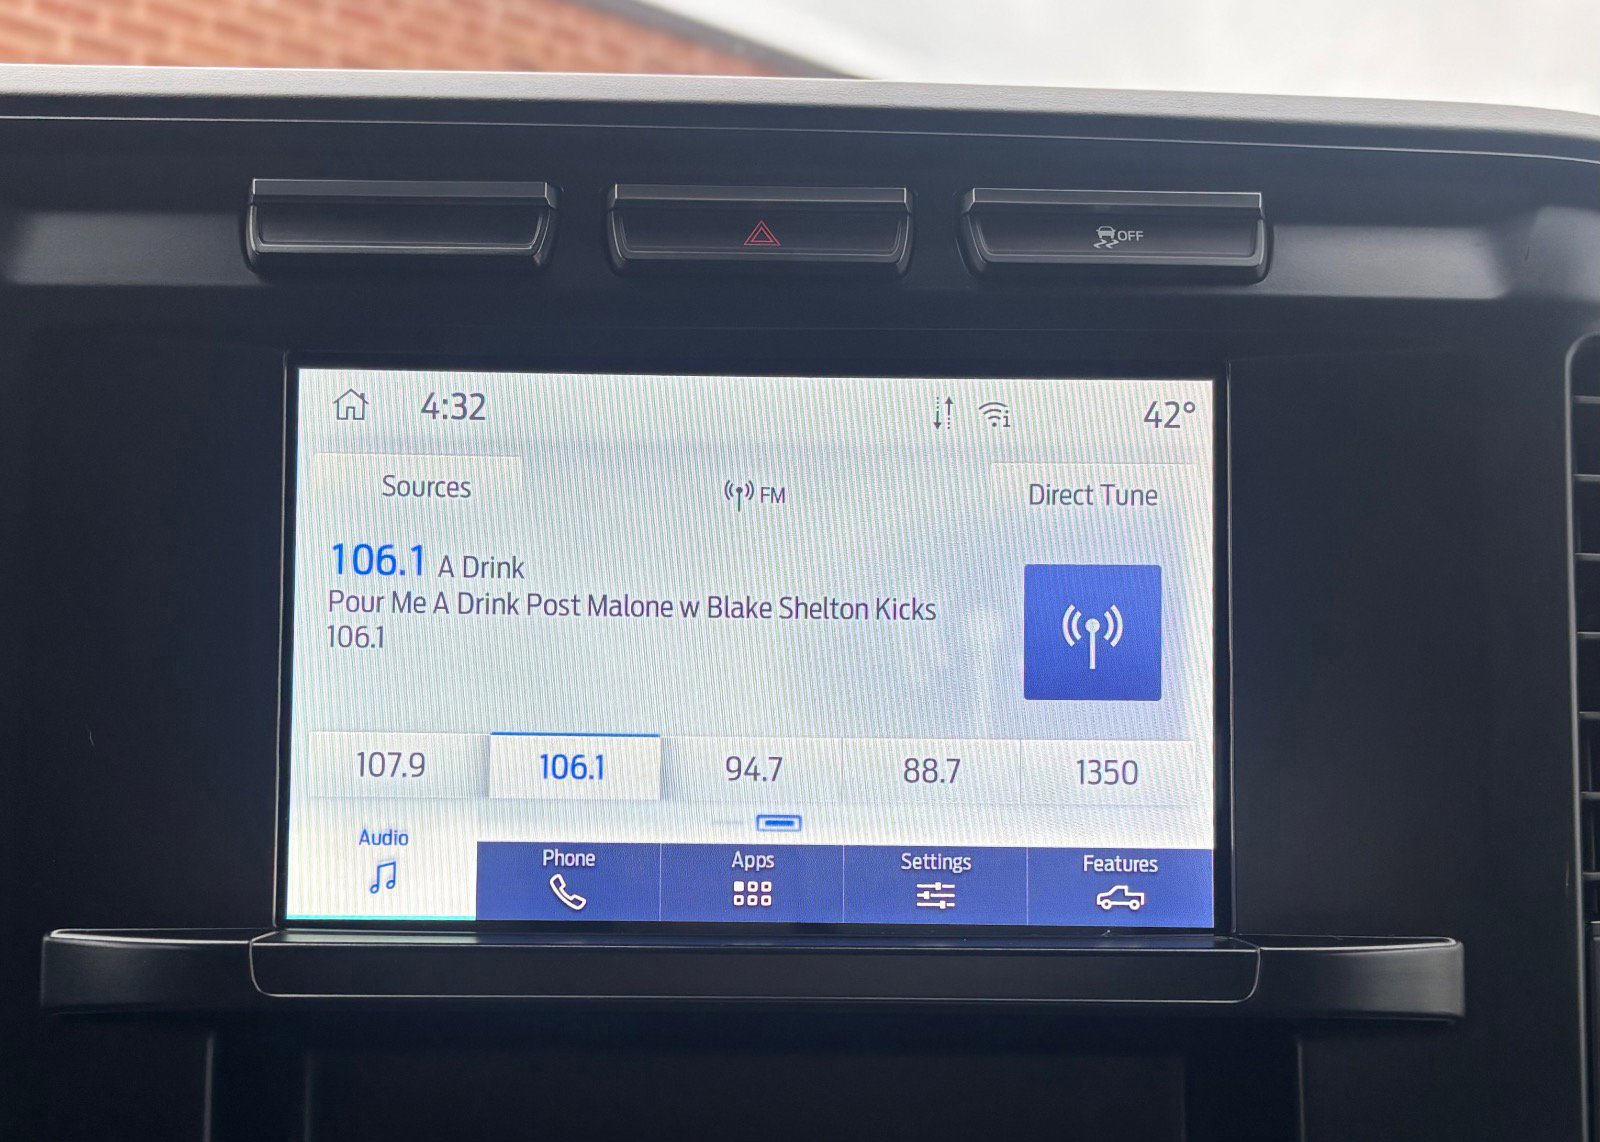 OFF
4:32
42°
Sources
FM
Direct Tune
106.1 A Drink
Pour Me A Drink Post Malone w Blake Shelton Kicks
106.1
107.9
106.1
94.7
88.7
1350
Audio
Phone
Apps
Settings
Features